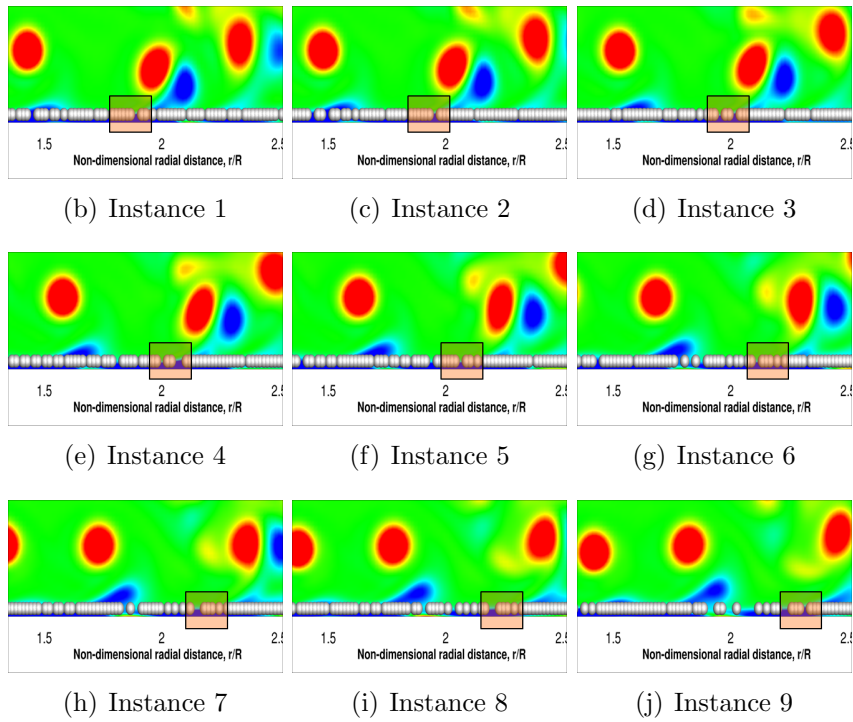 1.5 2 2.5
Non-dimensional radial distance, r/R
(b) Instance 1
1.5 2 2.5
Non-dimensional radial distance, r/R
(c) Instance 2
1.5 2 2.5
Non-dimensional radial distance, r/R
(d) Instance 3
1.5 2 2.5
Non-dimensional radial distance, r/R
(e) Instance 4
1.5 2 2.5
Non-dimensional radial distance, r/R
(f) Instance 5
1.5 2 2.5
Non-dimensional radial distance, r/R
(g) Instance 6
1.5 2 2.5
Non-dimensional radial distance, r/R
(h) Instance 7
1.5 2 2.5
Non-dimensional radial distance, r/R
(i) Instance 8
1.5 2 2.5
Non-dimensional radial distance, r/R
(j) Instance 9